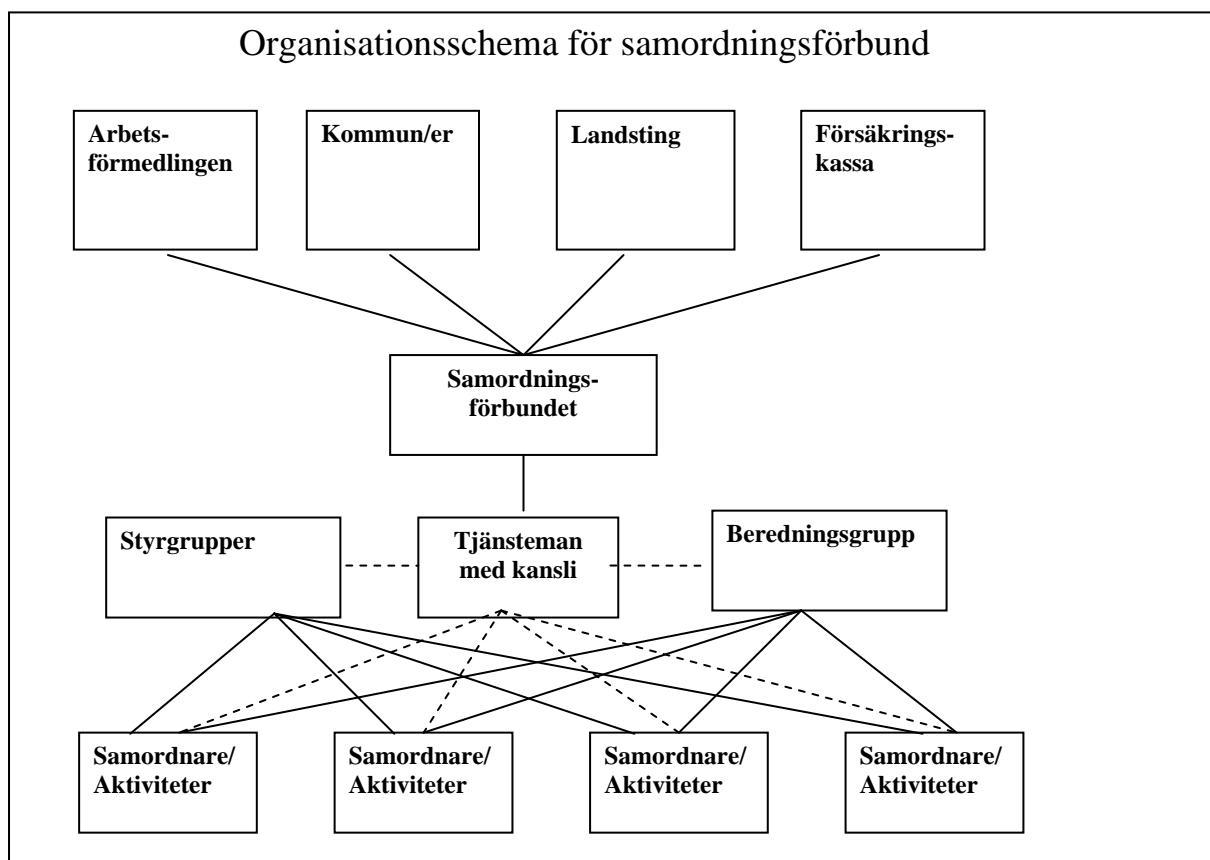 Organisationsschema för samordningsförbund
Arbets-
förmedlingen
Kommun/er
Landsting
Försäkrings-
kassa
Samordnings-
förbundet
Styrgrupper
Tjänsteman
med kansli
Beredningsgrupp
Samordnare/
Aktiviteter
Samordnare/
Aktiviteter
Samordnare/
Aktiviteter
Samordnare/
Aktiviteter